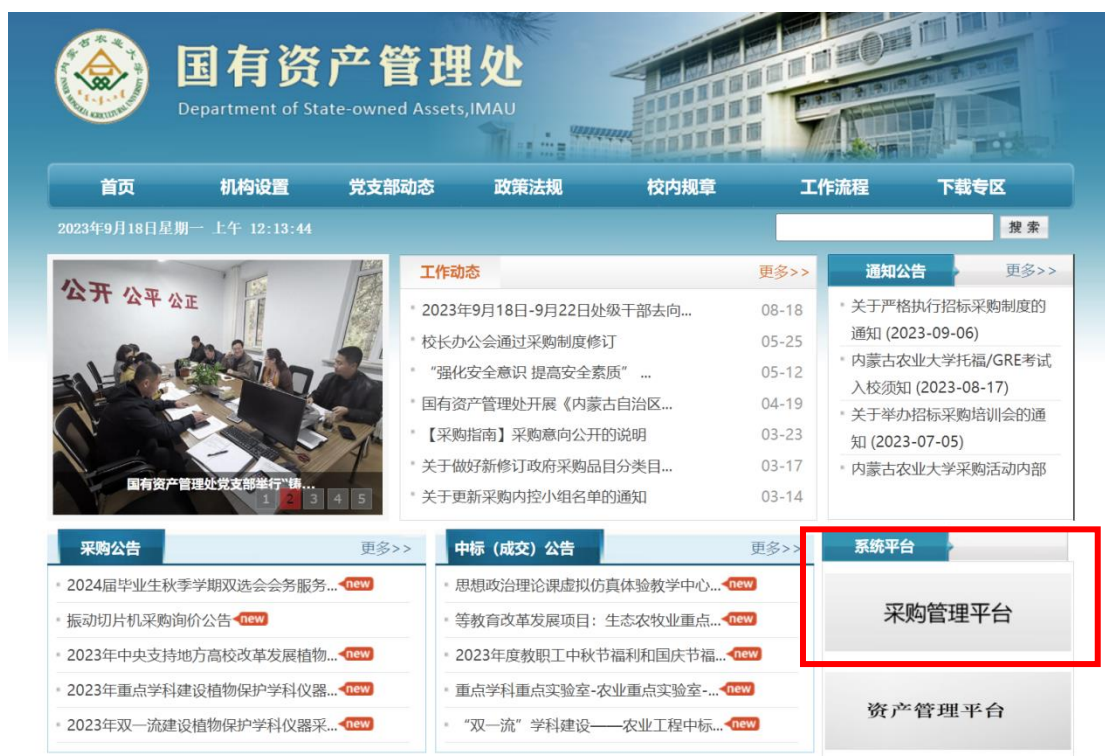 内蒙古农业大学
INNER MONGOLIA AGRICULTURAL UNIVERSITY
国有资产管理处
Department of State-owned Assets,IMAU
首页 机构设置 党支部动态 政策法规 校内规章 工作流程 下载专区
2023年9月18日星期一 上午 12:13:44
搜 索
公开 公平 公正
国有资产管理处党支部举行“铸...
1 2 3 4 5
工作动态 更多>>
2023年9月18日-9月22日处级干部去向... 08-18
校长办公会通过采购制度修订 05-25
“强化安全意识 提高安全素质” ... 05-12
国有资产管理处开展《内蒙古自治区... 04-19
【采购指南】采购意向公开的说明 03-23
关于做好新修订政府采购品目分类目... 03-17
关于更新采购内控小组名单的通知 03-14
通知公告 更多>>
关于严格执行招标采购制度的
通知 (2023-09-06)
内蒙古农业大学托福/GRE考试
入校须知 (2023-08-17)
关于举办招标采购培训会的通
知 (2023-07-05)
内蒙古农业大学采购活动内部
采购公告 更多>>
2024届毕业生秋季学期双选会会务服务... new
振动切片机采购询价公告 new
2023年中央支持地方高校改革发展植物... new
2023年重点学科建设植物保护学科仪器... new
2023年双一流建设植物保护学科仪器采... new
中标（成交）公告 更多>>
思想政治理论课虚拟仿真体验教学中心... new
等教育改革发展项目：生态农牧业重点... new
2023年度教职工中秋节福利和国庆节福... new
重点学科重点实验室-农业重点实验室-... new
“双一流”学科建设——农业工程中标... new
系统平台
采购管理平台
资产管理平台